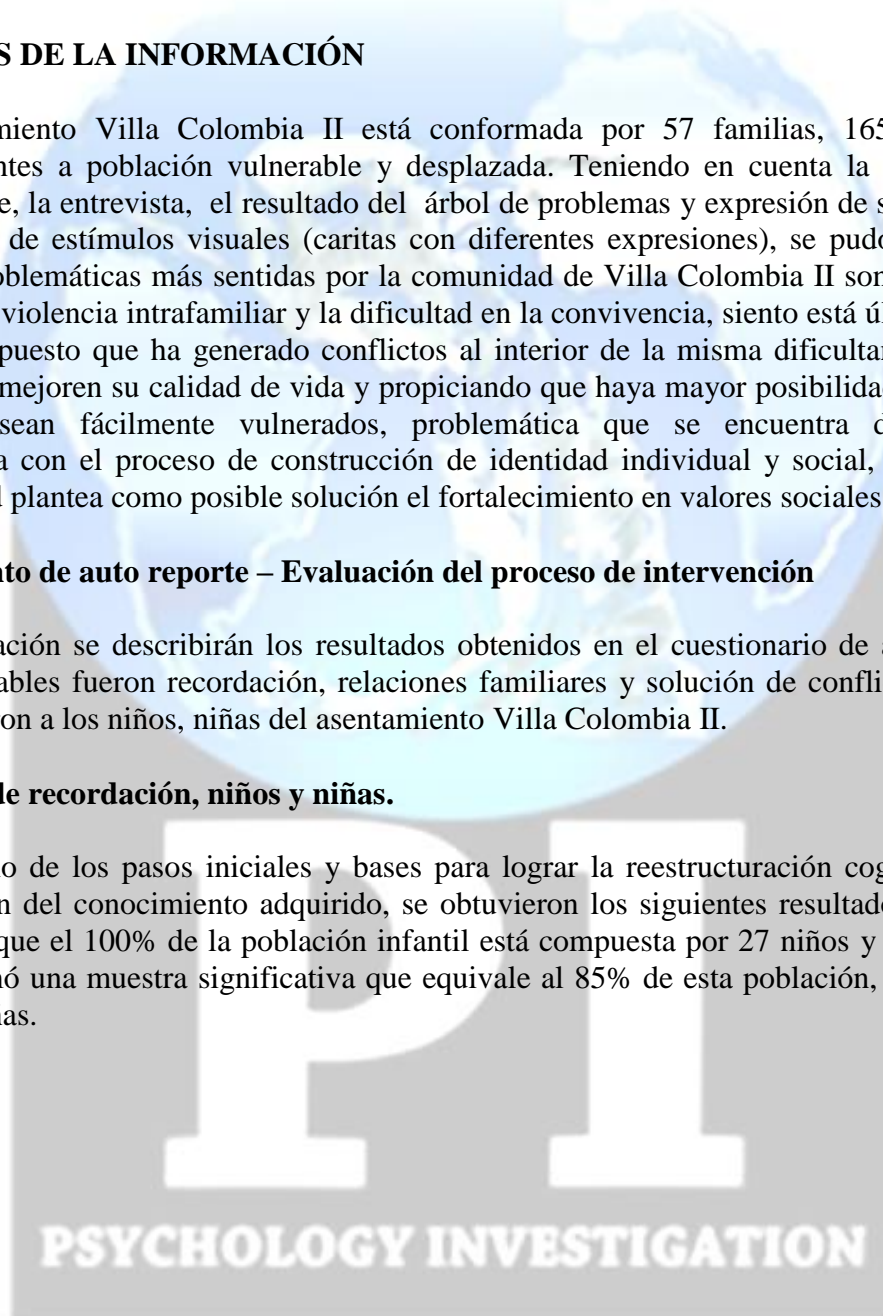 S DE LA INFORMACIÓN
miento Villa Colombia II está conformada por 57 familias, 165
ntes a población vulnerable y desplazada. Teniendo en cuenta la
e, la entrevista, el resultado del árbol de problemas y expresión de s
de estímulos visuales (caritas con diferentes expresiones), se pudo
oblemáticas más sentidas por la comunidad de Villa Colombia II son
violencia intrafamiliar y la dificultad en la convivencia, siento está úl
puesto que ha generado conflictos al interior de la misma dificultar
mejoren su calidad de vida y propiciando que haya mayor posibilidad
sean fácilmente vulnerados, problemática que se encuentra d
a con el proceso de construcción de identidad individual y social,
d plantea como posible solución el fortalecimiento en valores sociales
nto de auto reporte – Evaluación del proceso de intervención
ación se describirán los resultados obtenidos en el cuestionario de a
ables fueron recordación, relaciones familiares y solución de confli
on a los niños, niñas del asentamiento Villa Colombia II.
de recordación, niños y niñas.
o de los pasos iniciales y bases para lograr la reestructuración cog
n del conocimiento adquirido, se obtuvieron los siguientes resultado
que el 100% de la población infantil está compuesta por 27 niños y
nó una muestra significativa que equivale al 85% de esta población,
nas.
PI
PSYCHOLOGY INVESTIGATION